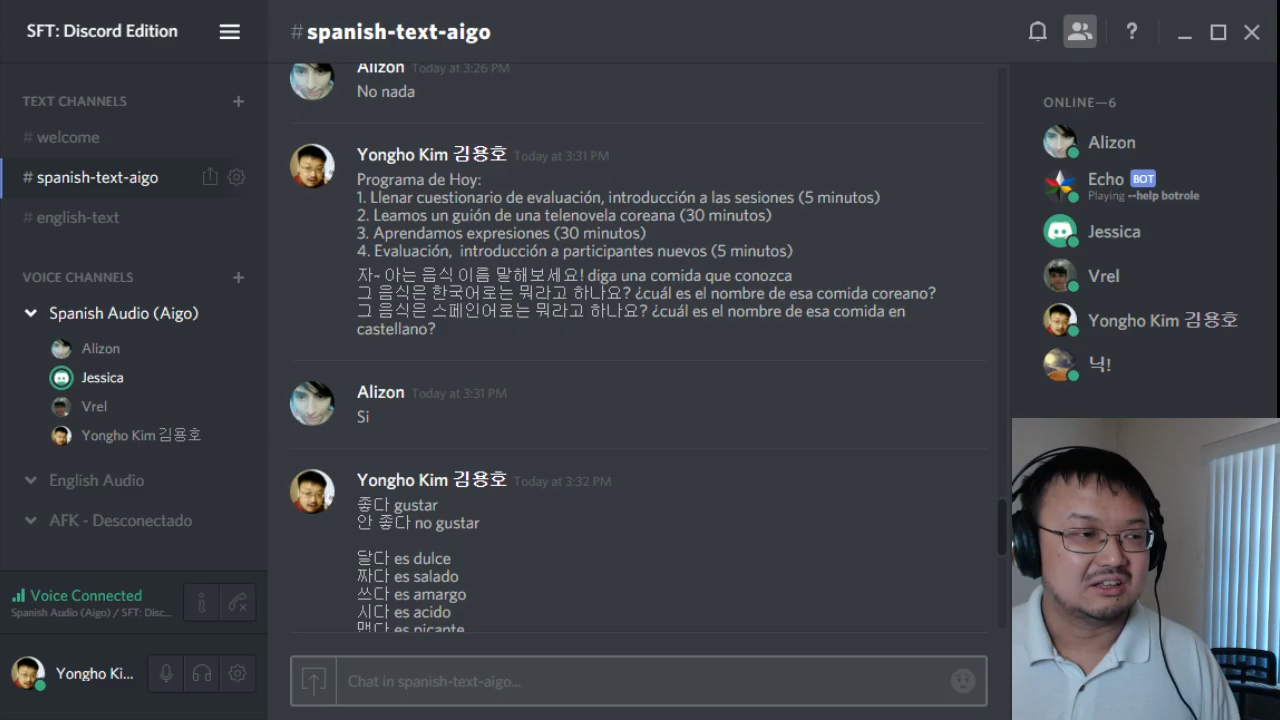 SFT: Discord Edition
TEXT CHANNELS
# welcome
# spanish-text-aigo
# english-text
VOICE CHANNELS
Spanish Audio (Aigo)
Alizon
Jessica
Vrel
Yongho Kim 김용호
English Audio
AFK - Desconectado
Voice Connected
Spanish Audio (Aigo) / SFT: Disc...
Yongho Ki...
#spanish-text-aigo
Alizon Today at 3:26 PM
No nada
Yongho Kim 김용호 Today at 3:31 PM
Programa de Hoy:
1. Llenar cuestionario de evaluación, introducción a las sesiones (5 minutos)
2. Leamos un guión de una telenovela coreana (30 minutos)
3. Aprendamos expresiones (30 minutos)
4. Evaluación, introducción a participantes nuevos (5 minutos)
자~ 아는 음식 이름 말해보세요! diga una comida que conozca
그 음식은 한국어로는 뭐라고 하나요? ¿cuál es el nombre de esa comida coreano?
그 음식은 스페인어로는 뭐라고 하나요? ¿cuál es el nombre de esa comida en
castellano?
Alizon Today at 3:31 PM
Si
Yongho Kim 김용호 Today at 3:32 PM
좋다 gustar
안 좋다 no gustar
달다 es dulce
짜다 es salado
쓰다 es amargo
시다 es acido
맵다 es picante
Chat in spanish-text-aigo...
ONLINE—6
Alizon
Echo BOT
Playing --help botrole
Jessica
Vrel
Yongho Kim 김용호
닉!